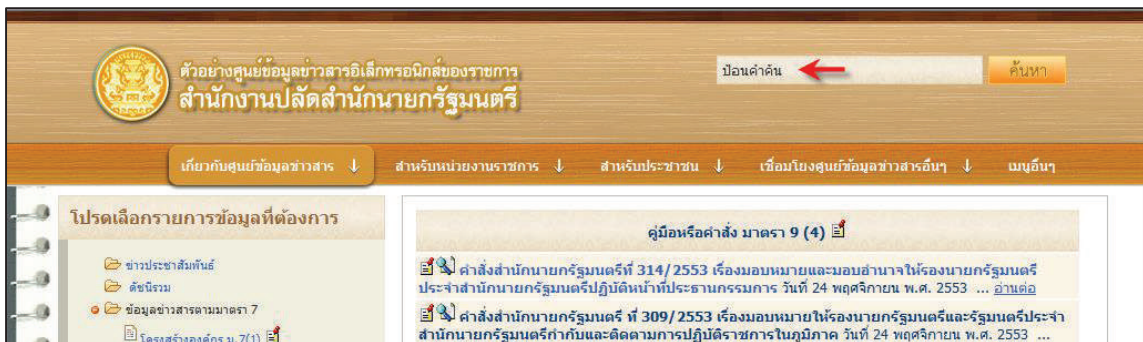 ตัวอย่างศูนย์ข้อมูลข่าวสารอิเล็กทรอนิกส์ของราชการ
สำนักงานปลัดสำนักนายกรัฐมนตรี
ป้อนคำค้น
ค้นหา
เกี่ยวกับศูนย์ข้อมูลข่าวสาร ↓ สำหรับหน่วยงานราชการ ↓ สำหรับประชาชน ↓ เชื่อมโยงศูนย์ข้อมูลข่าวสารอื่นๆ ↓ เมนูอื่นๆ
โปรดเลือกรายการข้อมูลที่ต้องการ
ข่าวประชาสัมพันธ์
ดัชนีรวม
ข้อมูลข่าวสารตามมาตรา 7
โครงสร้างองค์กร ม.7(1)
คู่มือหรือคำสั่ง มาตรา 9 (4)
คำสั่งสำนักนายกรัฐมนตรีที่ 314/2553 เรื่องมอบหมายและมอบอำนาจให้รองนายกรัฐมนตรี
ประจำสำนักนายกรัฐมนตรีปฏิบัติหน้าที่ประธานกรรมการ วันที่ 24 พฤศจิกายน พ.ศ. 2553 ... อ่านต่อ
คำสั่งสำนักนายกรัฐมนตรี ที่ 309/2553 เรื่องมอบหมายให้รองนายกรัฐมนตรีและรัฐมนตรีประจำ
สำนักนายกรัฐมนตรีกำกับและติดตามการปฏิบัติราชการในภูมิภาค วันที่ 24 พฤศจิกายน พ.ศ. 2553 ...